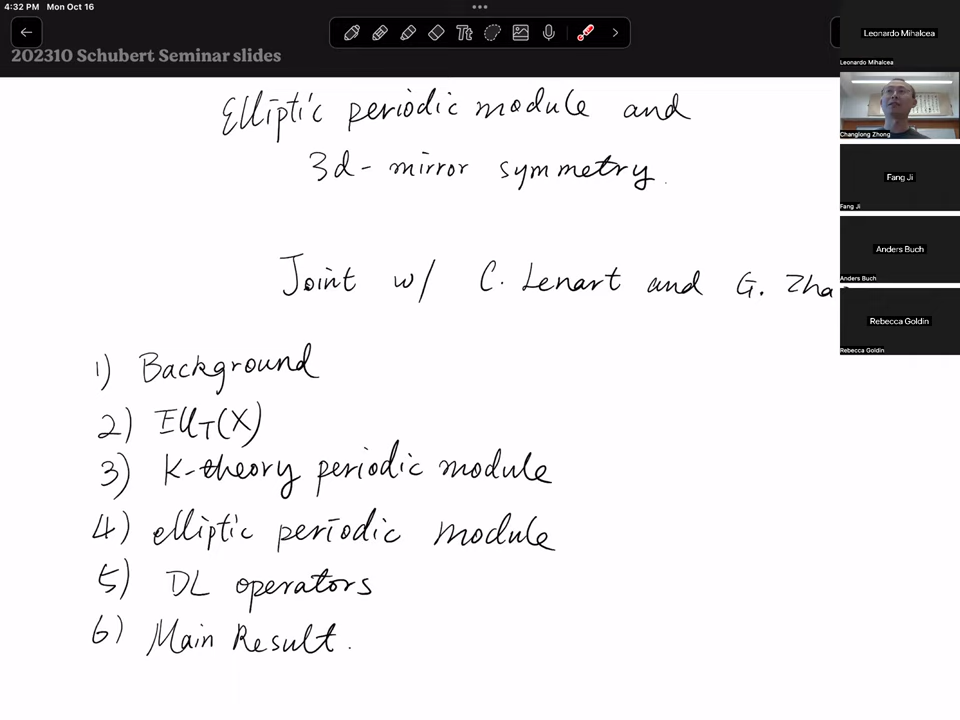 4:32 PM Mon Oct 16
202310 Schubert Seminar slides
Tt
Elliptic periodic module and
3d-mirror symmetry.
Joint w/ C. Lenart and G. Zha
1) Background
2) Ell_T(X)
3) K-theory periodic module
4) elliptic periodic module
5) DL operators
6) Main Result.
Leonardo Mihalcea
Leonardo Mihalcea
Changlong Zhong
Fang Ji
Fang Ji
Anders Buch
Anders Buch
Rebecca Goldin
Rebecca Goldin